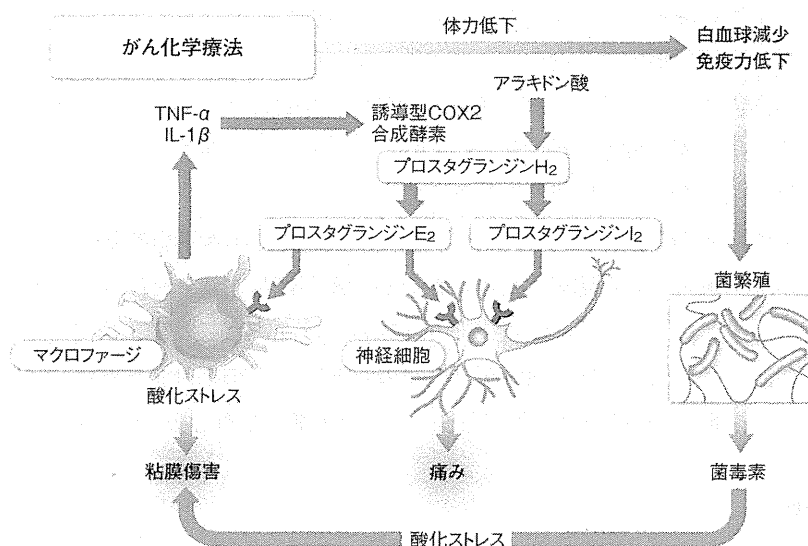 がん化学療法
体力低下
白血球減少
免疫力低下
アラキドン酸
TNF-α
IL-1β
誘導型COX2
合成酵素
プロスタグランジンH₂
プロスタグランジンE₂
プロスタグランジンI₂
菌繁殖
マクロファージ
神経細胞
酸化ストレス
粘膜傷害
痛み
菌毒素
酸化ストレス